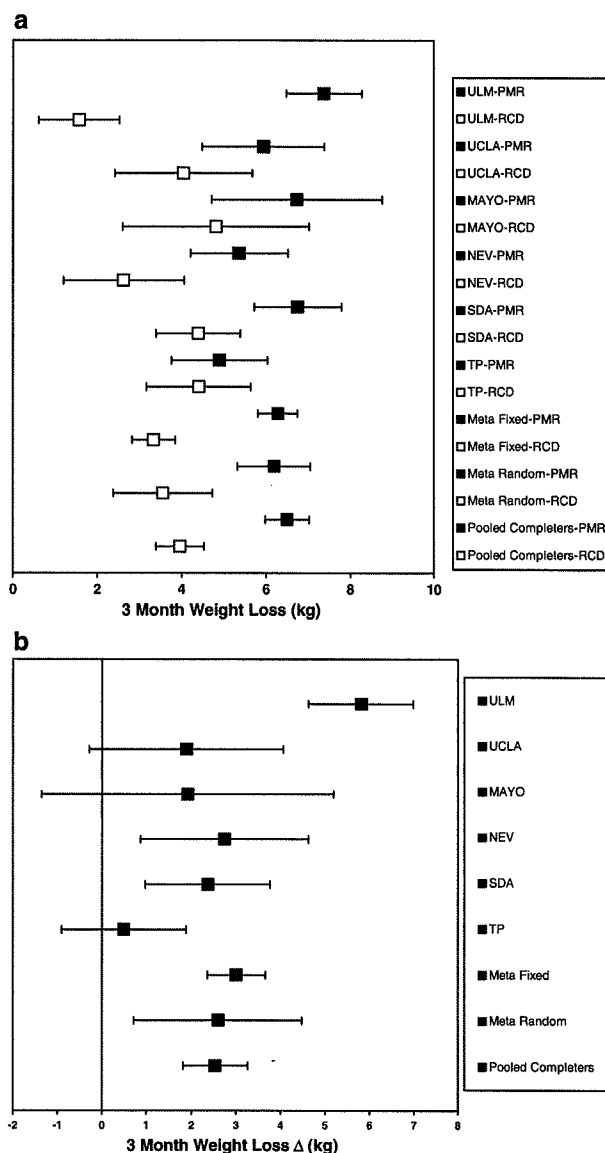 a
ULM-PMR
ULM-RCD
UCLA-PMR
UCLA-RCD
MAYO-PMR
MAYO-RCD
NEV-PMR
NEV-RCD
SDA-PMR
SDA-RCD
TP-PMR
TP-RCD
Meta Fixed-PMR
Meta Fixed-RCD
Meta Random-PMR
Meta Random-RCD
Pooled Completers-PMR
Pooled Completers-RCD
0 2 4 6 8 10
3 Month Weight Loss (kg)
b
ULM
UCLA
MAYO
NEV
SDA
TP
Meta Fixed
Meta Random
Pooled Completers
-2 -1 0 1 2 3 4 5 6 7 8
3 Month Weight Loss Δ (kg)